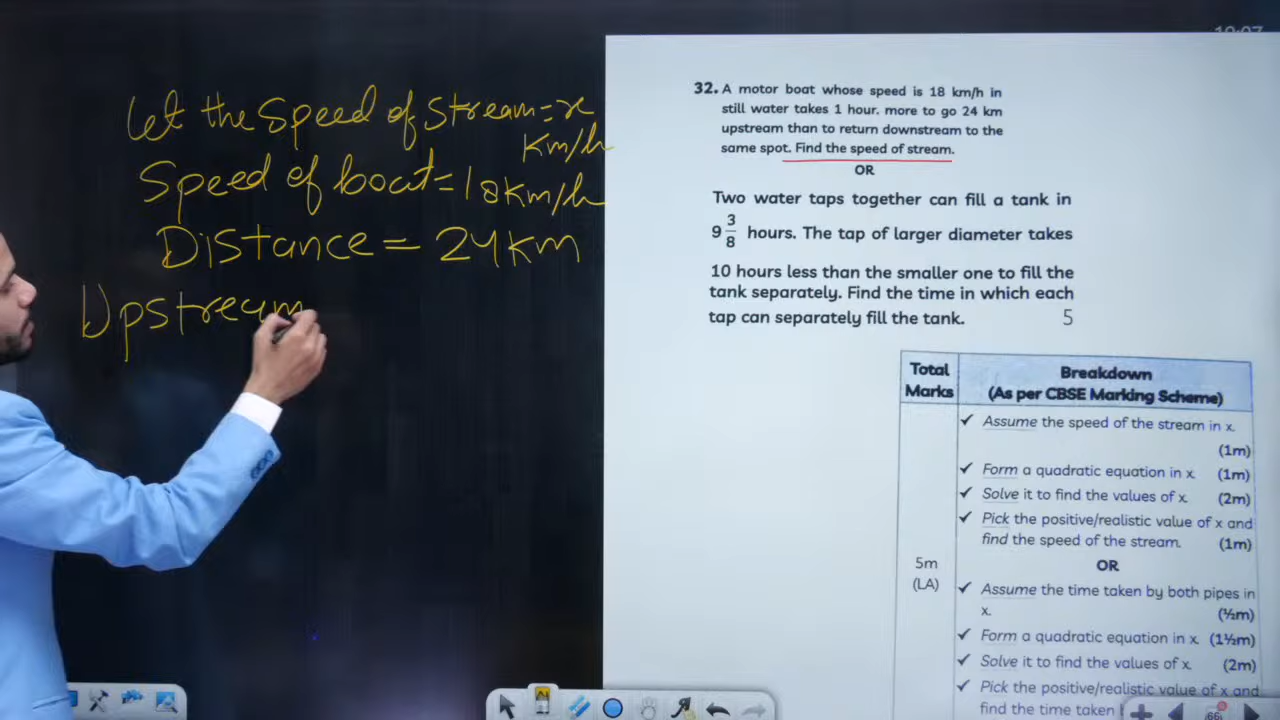 Let the Speed of Stream = x
Km/h
Speed of boat = 18 Km/h
Distance = 24 Km
Upstream
32. A motor boat whose speed is 18 km/h in
still water takes 1 hour. more to go 24 km
upstream than to return downstream to the
same spot. Find the speed of stream.
OR
Two water taps together can fill a tank in
9 3/8 hours. The tap of larger diameter takes
10 hours less than the smaller one to fill the
tank separately. Find the time in which each
tap can separately fill the tank. 5
Total Marks
Breakdown
(As per CBSE Marking Scheme)
5m
(LA)
✓ Assume the speed of the stream in x.
(1m)
✓ Form a quadratic equation in x (1m)
✓ Solve it to find the values of x (2m)
✓ Pick the positive/realistic value of x and
find the speed of the stream. (1m)
OR
✓ Assume the time taken by both pipes in
x. (½m)
✓ Form a quadratic equation in x (1½m)
✓ Solve it to find the values of x (2m)
✓ Pick the positive/realistic value of x and
find the time taken